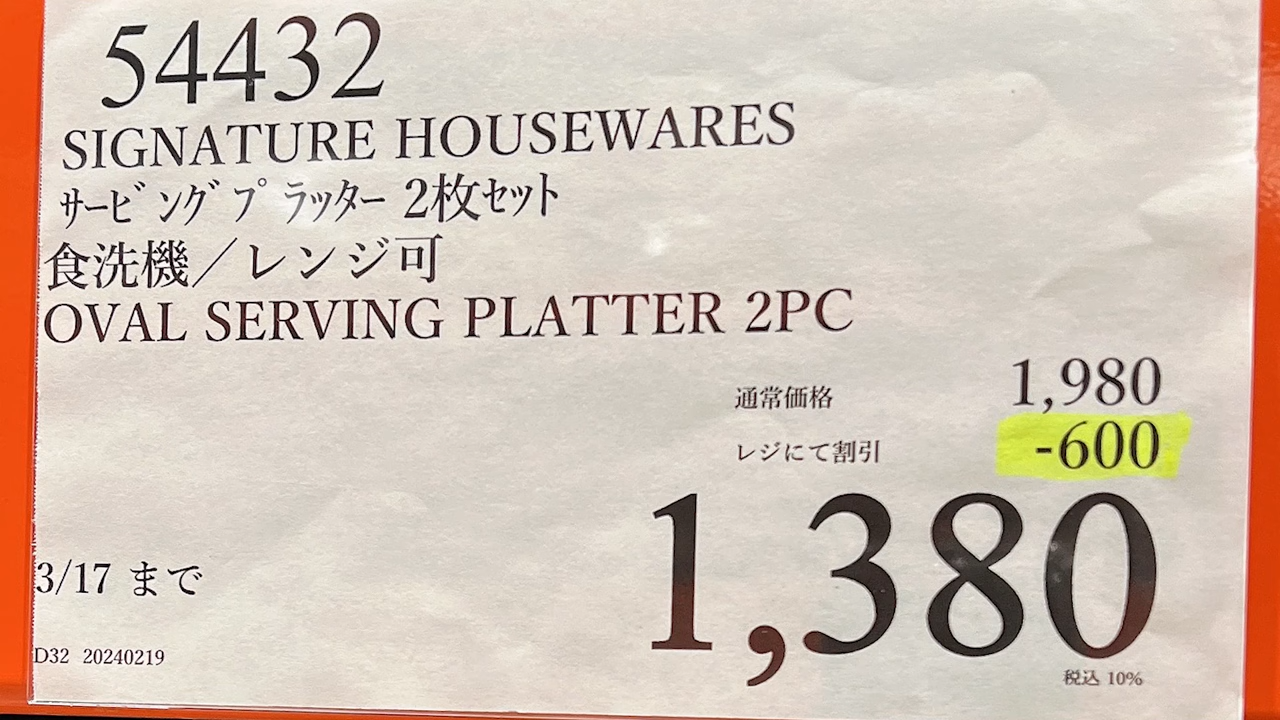 54432
SIGNATURE HOUSEWARES
ｻｰﾋﾞﾝｸﾞﾌﾟﾗｯﾀｰ 2枚ｾｯﾄ
食洗機／レンジ可
OVAL SERVING PLATTER 2PC
通常価格 1,980
レジにて割引 -600
1,380
3/17 まで
税込 10%
D32 20240219